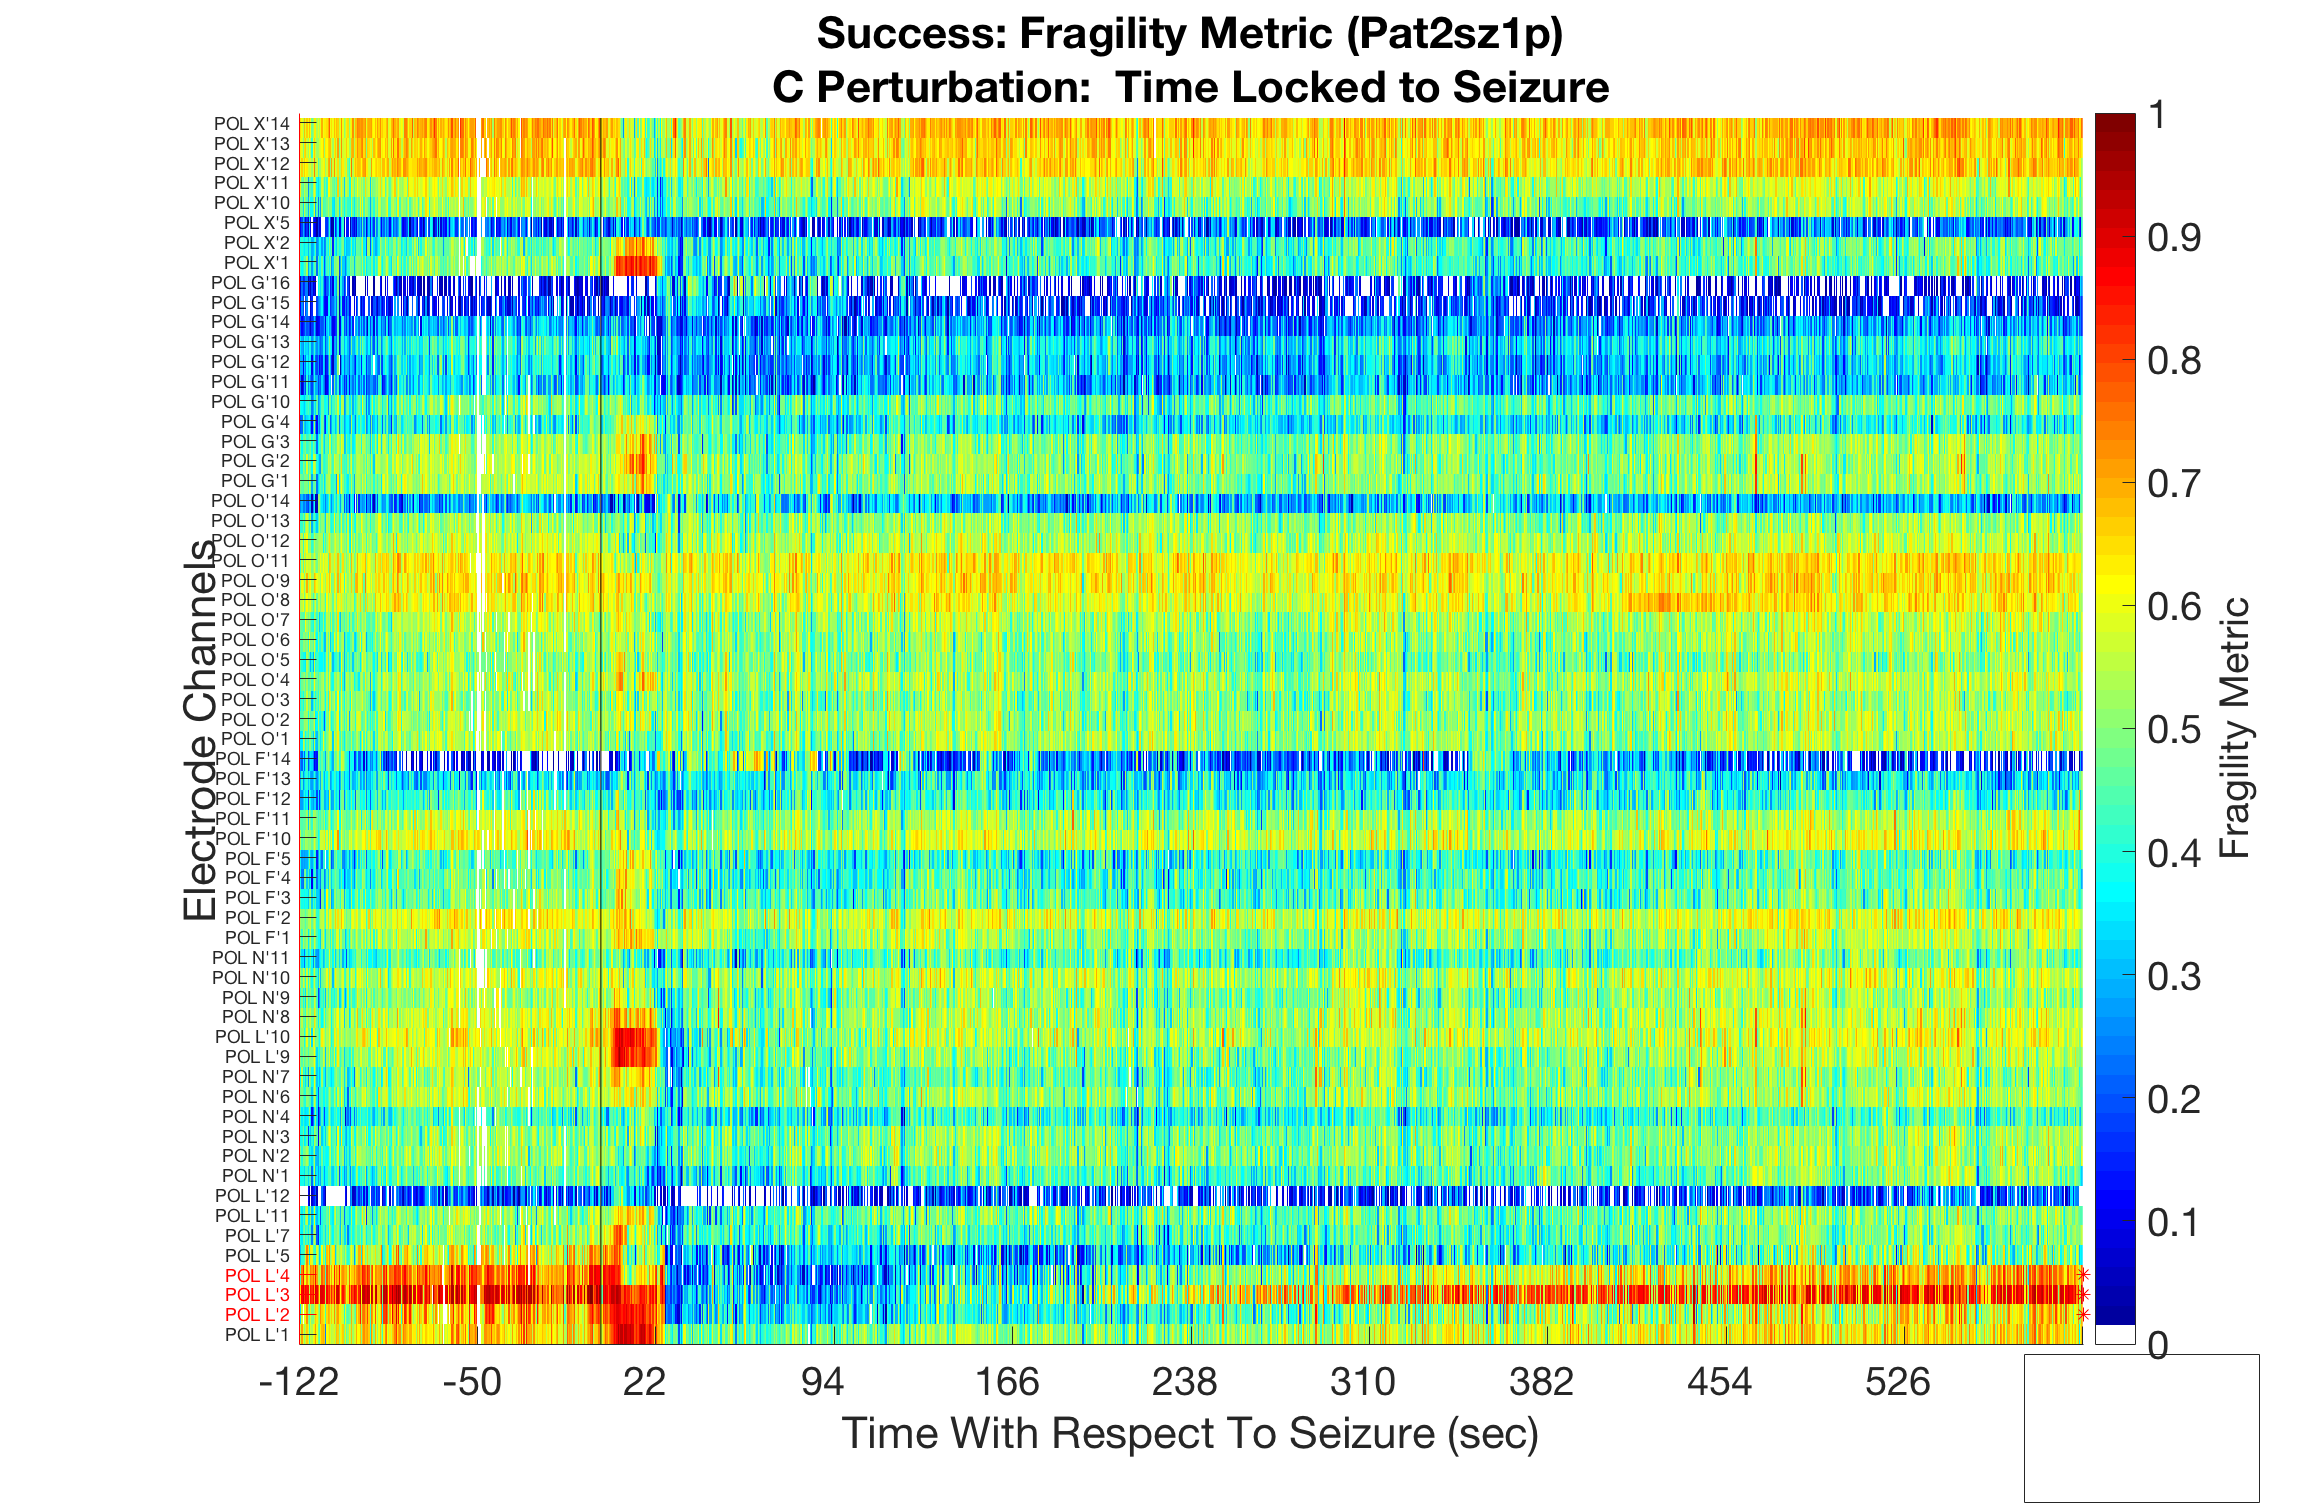 Success: Fragility Metric (Pat2sz1p)
C Perturbation:  Time Locked to Seizure
Electrode Channels
POL X'14
POL X'13
POL X'12
POL X'11
POL X'10
POL X'5
POL X'2
POL X'1
POL G'16
POL G'15
POL G'14
POL G'13
POL G'12
POL G'11
POL G'10
POL G'4
POL G'3
POL G'2
POL G'1
POL O'14
POL O'13
POL O'12
POL O'11
POL O'9
POL O'8
POL O'7
POL O'6
POL O'5
POL O'4
POL O'3
POL O'2
POL O'1
POL F'14
POL F'13
POL F'12
POL F'11
POL F'10
POL F'5
POL F'4
POL F'3
POL F'2
POL F'1
POL N'11
POL N'10
POL N'9
POL N'8
POL L'10
POL L'9
POL N'7
POL N'6
POL N'4
POL N'3
POL N'2
POL N'1
POL L'12
POL L'11
POL L'7
POL L'5
POL L'4
POL L'3
POL L'2
POL L'1
-122 -50 22 94 166 238 310 382 454 526
Time With Respect To Seizure (sec)
1
0.9
0.8
0.7
0.6
0.5
0.4
0.3
0.2
0.1
0
Fragility Metric